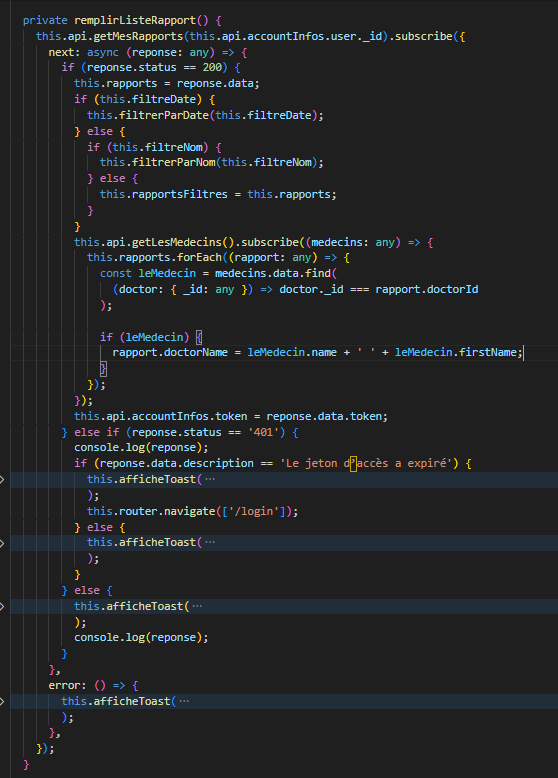 private remplirListeRapport() {
this.api.getMesRapports(this.api.accountInfos.user._id).subscribe({
next: async (reponse: any) => {
if (reponse.status == 200) {
this.rapports = reponse.data;
if (this.filtreDate) {
this.filtrerParDate(this.filtreDate);
} else {
if (this.filtreNom) {
this.filtrerParNom(this.filtreNom);
} else {
this.rapportsFiltres = this.rapports;
}
}
this.api.getLesMedecins().subscribe((medecins: any) => {
this.rapports.forEach((rapport: any) => {
const leMedecin = medecins.data.find(
(doctor: { _id: any }) => doctor._id === rapport.doctorId
);
if (leMedecin) {
rapport.doctorName = leMedecin.name + ' ' + leMedecin.firstName;
}
});
});
this.api.accountInfos.token = reponse.data.token;
} else if (reponse.status == '401') {
console.log(reponse);
if (reponse.data.description == 'Le jeton d’accès a expiré') {
this.afficheToast( ⋯
);
this.router.navigate(['/login']);
} else {
this.afficheToast( ⋯
);
}
} else {
this.afficheToast( ⋯
);
console.log(reponse);
}
},
error: () => {
this.afficheToast( ⋯
);
},
});
}